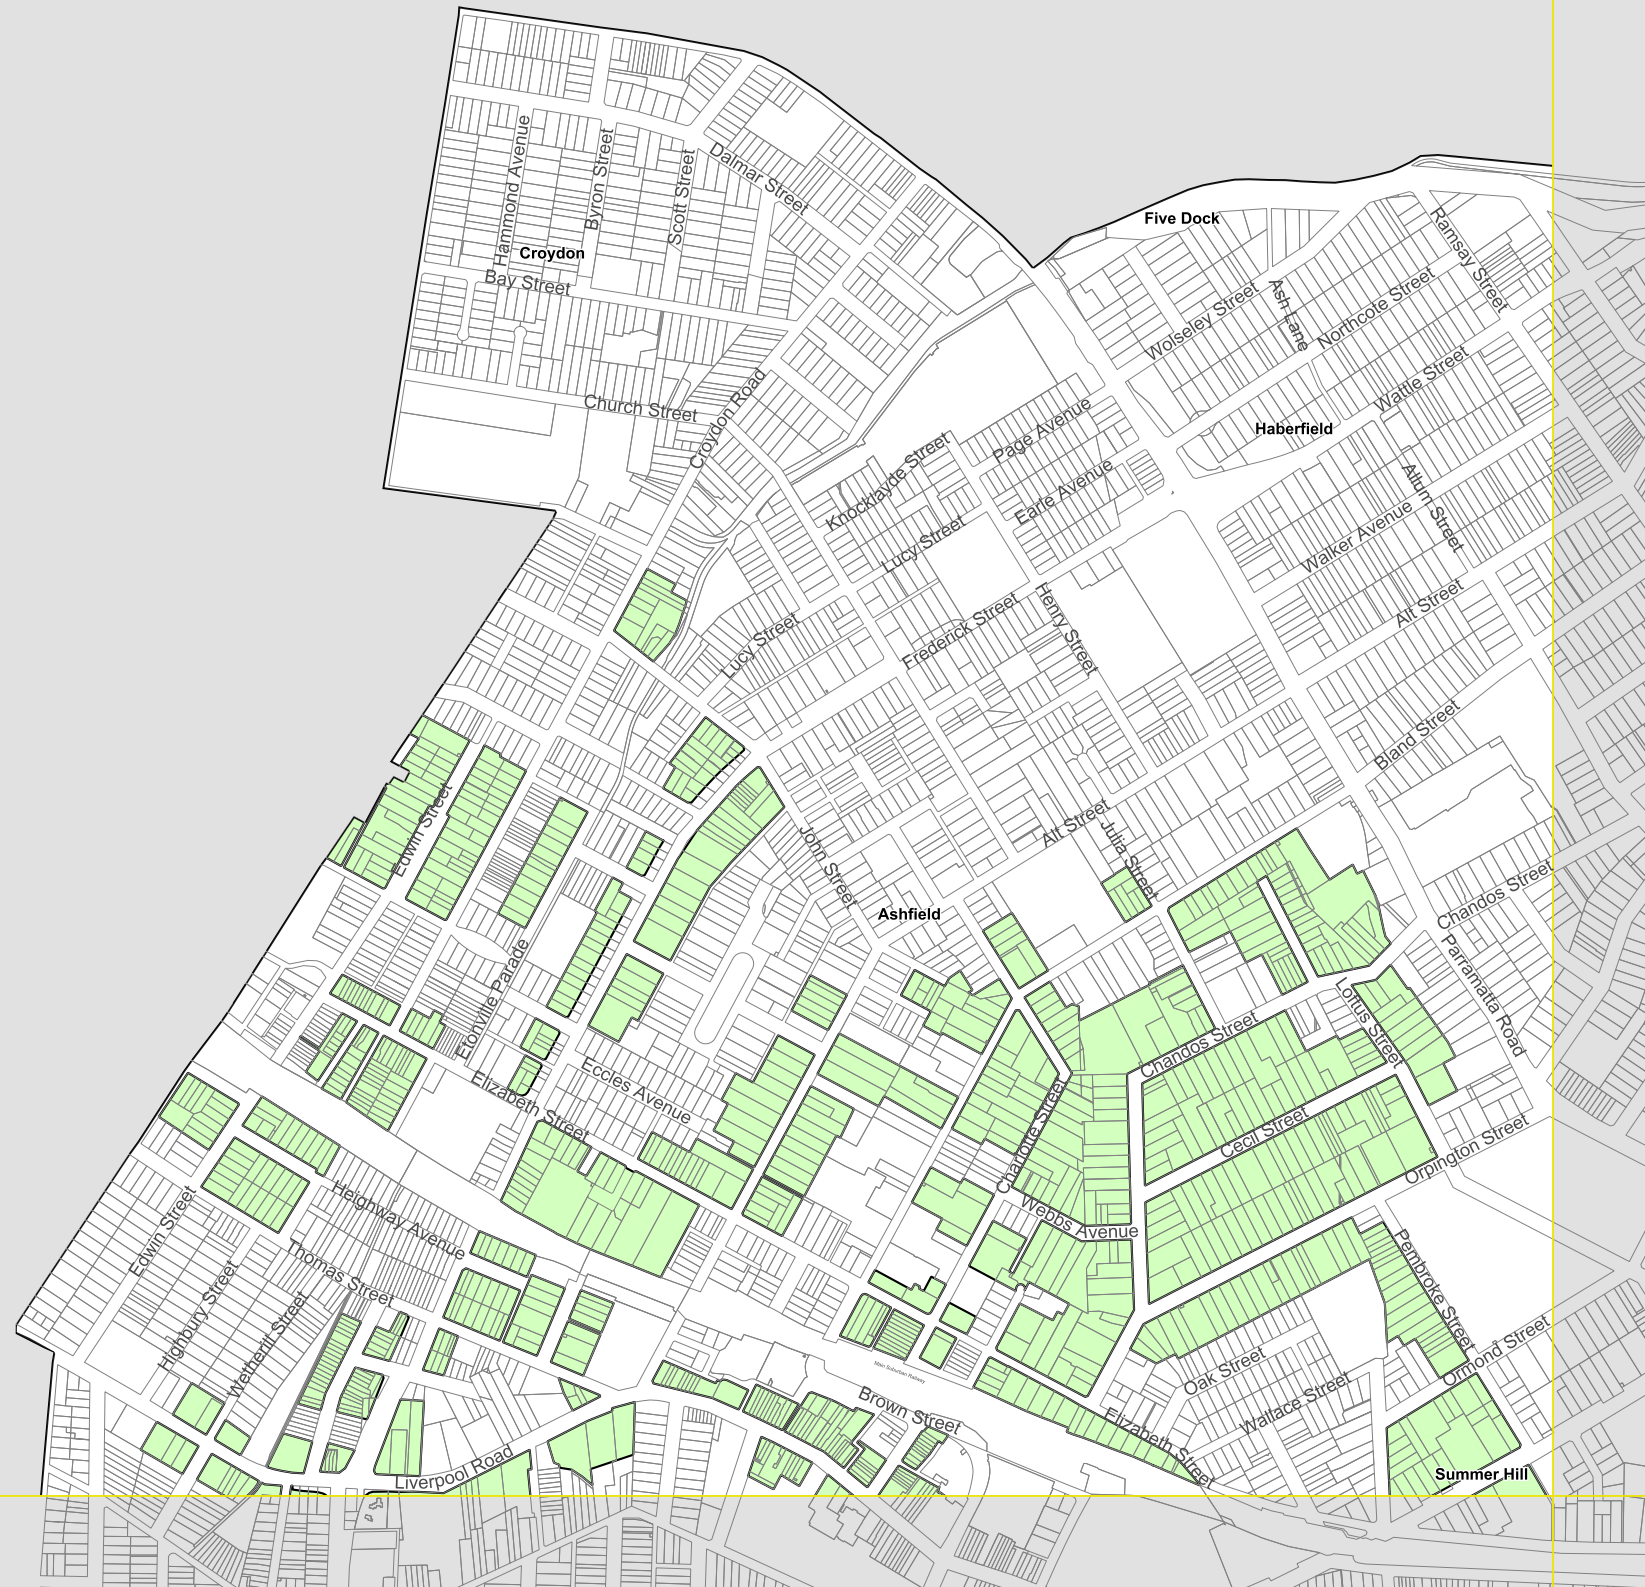 Hammond Avenue
Byron Street
Scott Street
Dalmar Street
Five Dock
Ramsay Street
Croydon
Bay Street
Wolseley Street
Ash Lane
Northcote Street
Wattle Street
Church Street
Croydon Road
Page Avenue
Haberfield
Knocklayde Street
Earle Avenue
Lucy Street
Allum Street
Walker Avenue
Frederick Street
Henry Street
Alt Street
Lucy Street
Bland Street
Edwin Street
John Street
Alt Street
Julia Street
Ashfield
Chandos Street
Parramatta Road
Etonville Parade
Loftus Street
Chandos Street
Eccles Avenue
Elizabeth Street
Charlotte Street
Cecil Street
Orpington Street
Heighway Avenue
Edwin Street
Webbs Avenue
Thomas Street
Highbury Street
Wetherill Street
Pembroke Street
Main Suburban Railway
Oak Street
Ormond Street
Brown Street
Wallace Street
Elizabeth Street
Liverpool Road
Summer Hill